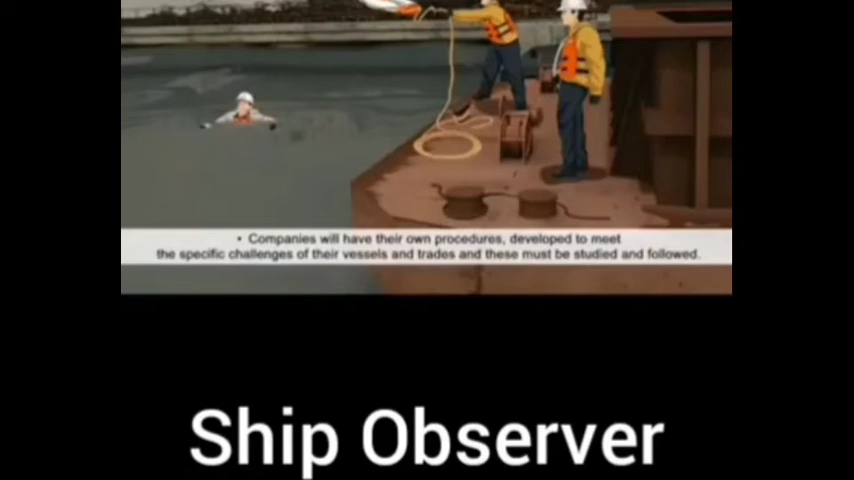 • Companies will have their own procedures, developed to meet
the specific challenges of their vessels and trades and these must be studied and followed.
Ship Observer